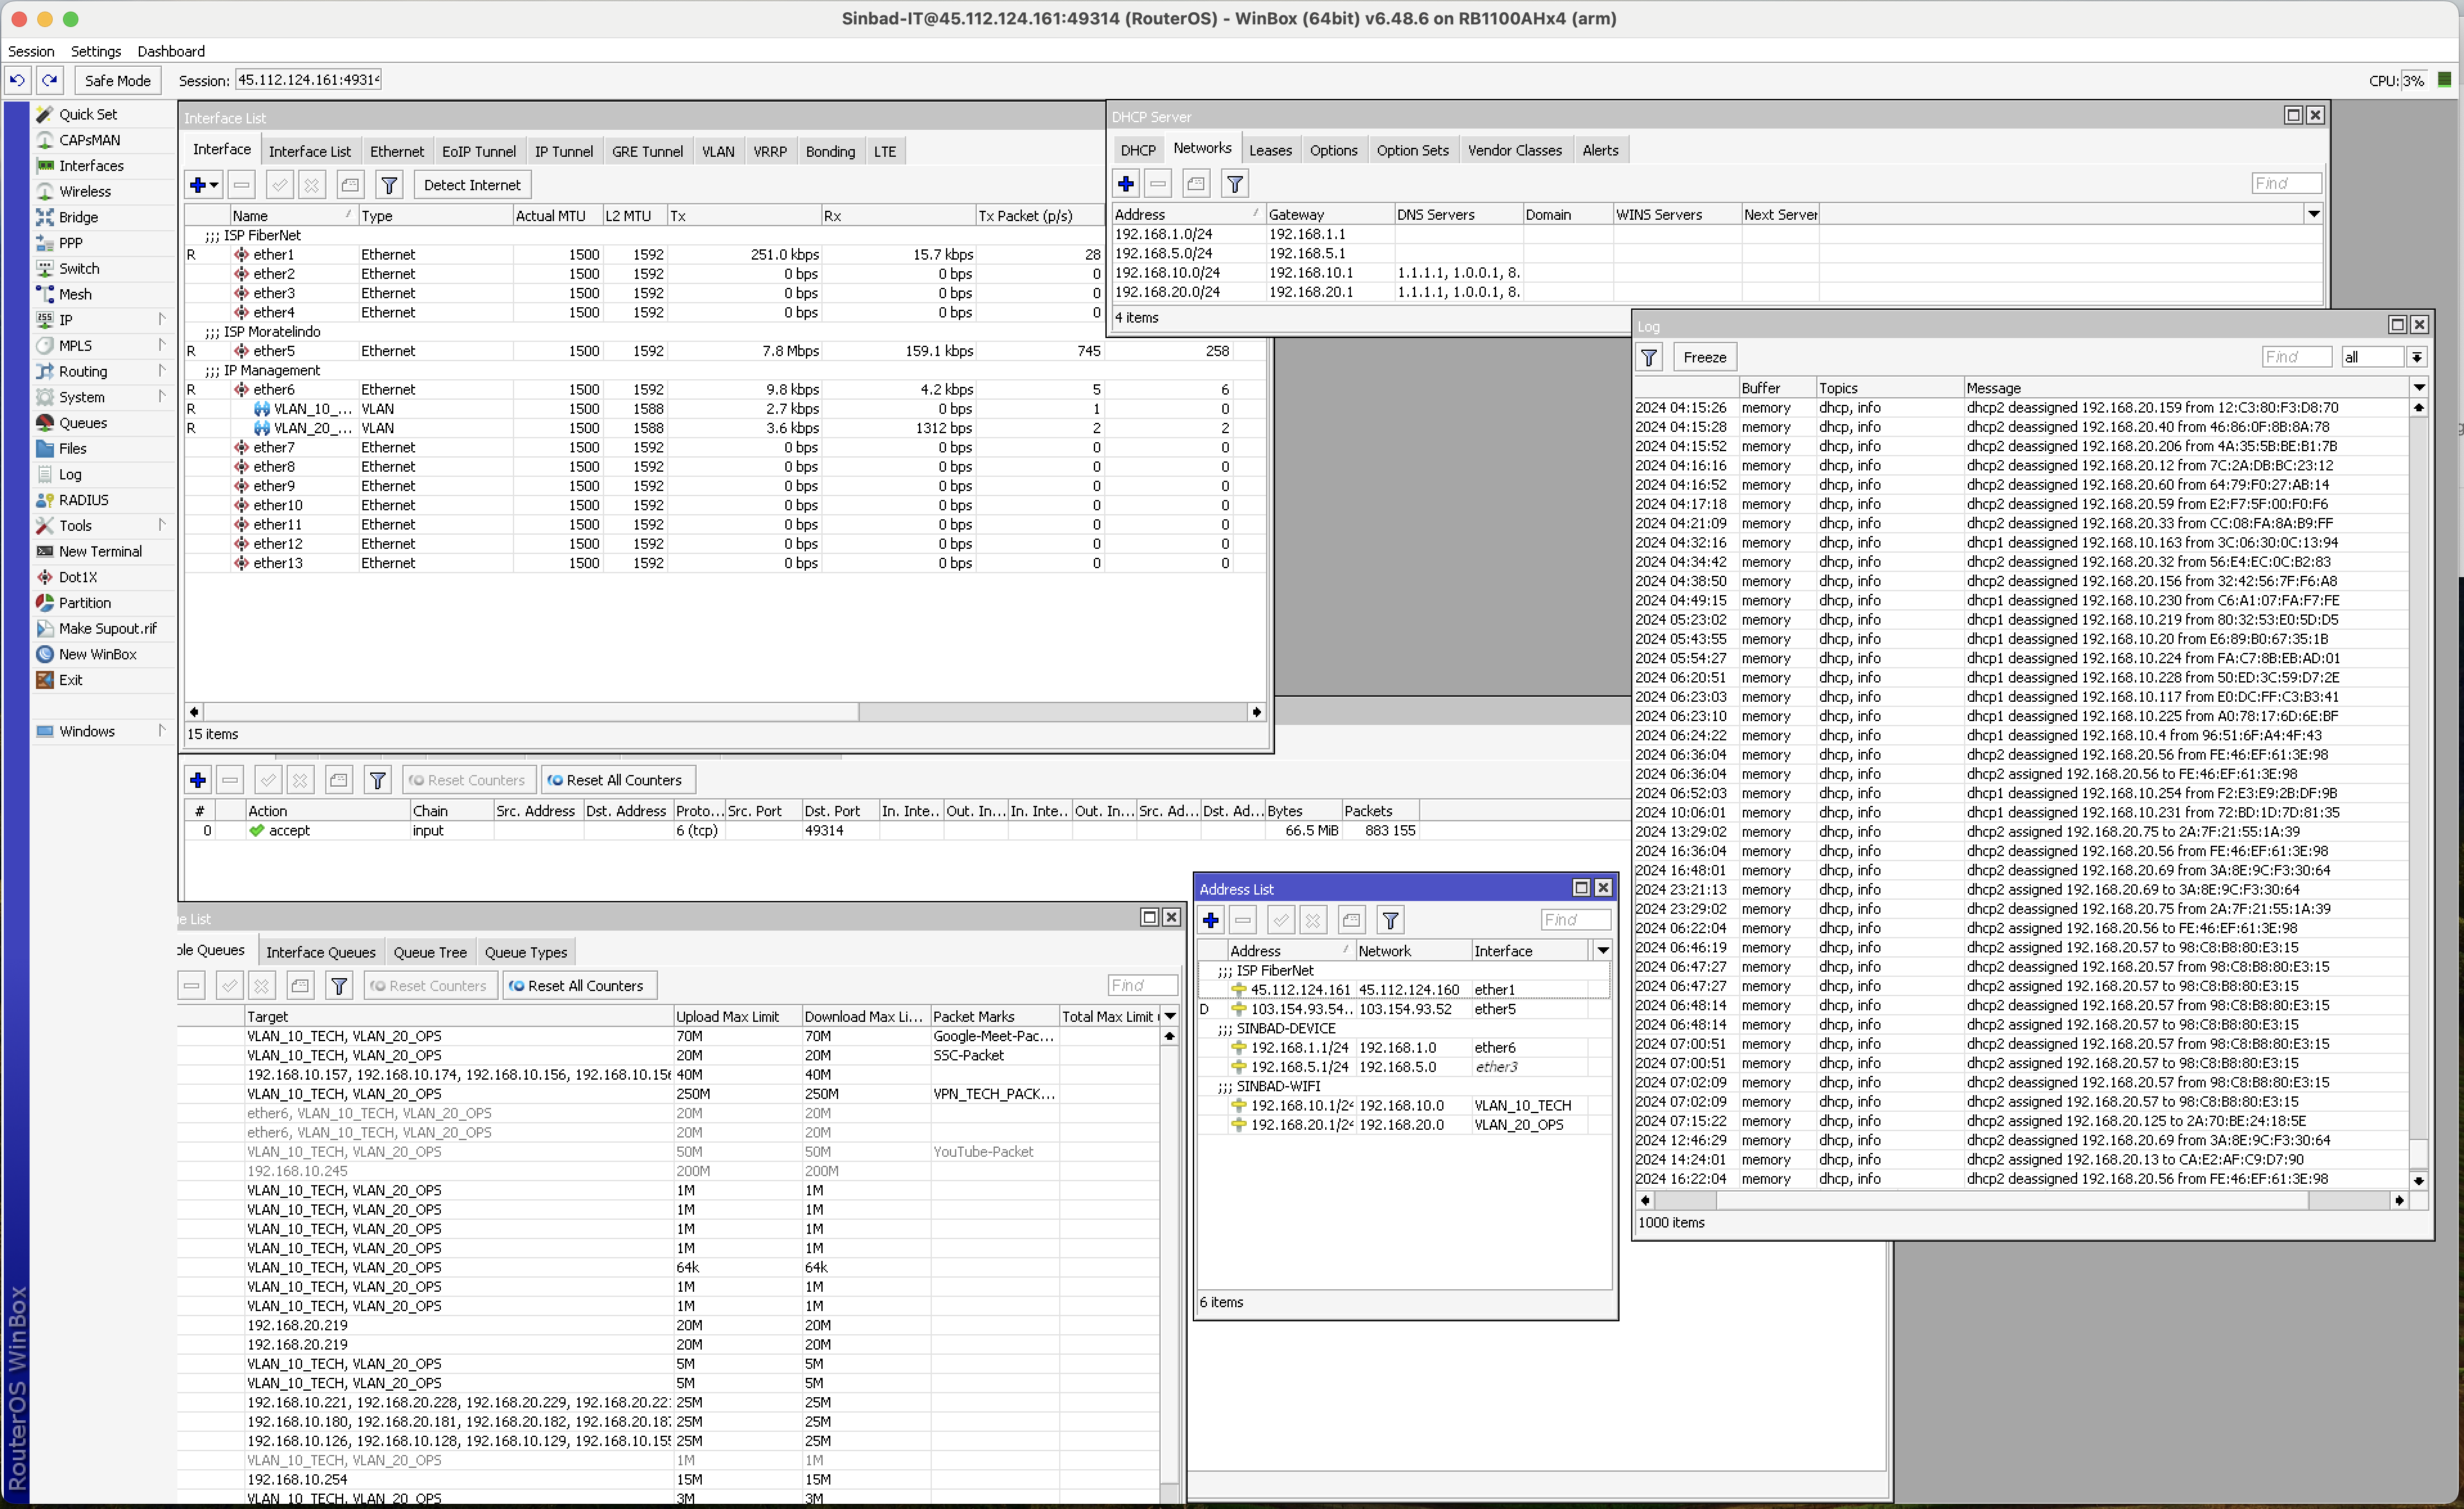 Sinbad-IT@45.112.124.161:49314 (RouterOS) - WinBox (64bit) v6.48.6 on RB1100AHx4 (arm)
Session Settings Dashboard
Safe Mode Session: 45.112.124.161:49314 CPU: 3%
Quick Set
CAPsMAN
Interfaces
Wireless
Bridge
PPP
Switch
Mesh
IP
MPLS
Routing
System
Queues
Files
Log
RADIUS
Tools
New Terminal
Dot1X
Partition
Make Supout.rif
New WinBox
Exit
Windows
RouterOS WinBox
Interface List
Interface Interface List Ethernet EoIP Tunnel IP Tunnel GRE Tunnel VLAN VRRP Bonding LTE
Detect Internet
Name Type Actual MTU L2 MTU Tx Rx Tx Packet (p/s)
;;; ISP FiberNet
R ether1 Ethernet 1500 1592 251.0 kbps 15.7 kbps 28
ether2 Ethernet 1500 1592 0 bps 0 bps 0
ether3 Ethernet 1500 1592 0 bps 0 bps 0
ether4 Ethernet 1500 1592 0 bps 0 bps 0
;;; ISP Moratelindo
R ether5 Ethernet 1500 1592 7.8 Mbps 159.1 kbps 745 258
;;; IP Management
R ether6 Ethernet 1500 1592 9.8 kbps 4.2 kbps 5 6
R VLAN_10_... VLAN 1500 1588 2.7 kbps 0 bps 1 0
R VLAN_20_... VLAN 1500 1588 3.6 kbps 1312 bps 2 2
ether7 Ethernet 1500 1592 0 bps 0 bps 0 0
ether8 Ethernet 1500 1592 0 bps 0 bps 0 0
ether9 Ethernet 1500 1592 0 bps 0 bps 0 0
ether10 Ethernet 1500 1592 0 bps 0 bps 0 0
ether11 Ethernet 1500 1592 0 bps 0 bps 0 0
ether12 Ethernet 1500 1592 0 bps 0 bps 0 0
ether13 Ethernet 1500 1592 0 bps 0 bps 0 0
15 items
DHCP Server
DHCP Networks Leases Options Option Sets Vendor Classes Alerts
Find
Address Gateway DNS Servers Domain WINS Servers Next Server
192.168.1.0/24 192.168.1.1
192.168.5.0/24 192.168.5.1
192.168.10.0/24 192.168.10.1 1.1.1.1, 1.0.0.1, 8.
192.168.20.0/24 192.168.20.1 1.1.1.1, 1.0.0.1, 8.
4 items
Log
Freeze Find all
Buffer Topics Message
2024 04:15:26 memory dhcp, info dhcp2 deassigned 192.168.20.159 from 12:C3:80:F3:D8:70
2024 04:15:28 memory dhcp, info dhcp2 deassigned 192.168.20.40 from 46:86:0F:8B:8A:78
2024 04:15:52 memory dhcp, info dhcp2 deassigned 192.168.20.206 from 4A:35:5B:BE:B1:7B
2024 04:16:16 memory dhcp, info dhcp2 deassigned 192.168.20.12 from 7C:2A:DB:BC:23:12
2024 04:16:52 memory dhcp, info dhcp2 deassigned 192.168.20.60 from 64:79:F0:27:AB:14
2024 04:17:18 memory dhcp, info dhcp2 deassigned 192.168.20.59 from E2:F7:5F:00:F0:F6
2024 04:21:09 memory dhcp, info dhcp2 deassigned 192.168.20.33 from CC:08:FA:8A:B9:FF
2024 04:32:16 memory dhcp, info dhcp1 deassigned 192.168.10.163 from 3C:06:30:0C:13:94
2024 04:34:42 memory dhcp, info dhcp2 deassigned 192.168.20.32 from 56:E4:EC:0C:B2:83
2024 04:38:50 memory dhcp, info dhcp2 deassigned 192.168.20.156 from 32:42:56:7F:F6:A8
2024 04:49:15 memory dhcp, info dhcp1 deassigned 192.168.10.230 from C6:A1:07:FA:F7:FE
2024 05:23:02 memory dhcp, info dhcp1 deassigned 192.168.10.219 from 80:32:53:E0:5D:D5
2024 05:43:55 memory dhcp, info dhcp1 deassigned 192.168.10.20 from E6:89:B0:67:35:1B
2024 05:54:27 memory dhcp, info dhcp1 deassigned 192.168.10.224 from FA:C7:8B:EB:AD:01
2024 06:20:51 memory dhcp, info dhcp1 deassigned 192.168.10.228 from 50:ED:3C:59:D7:2E
2024 06:23:03 memory dhcp, info dhcp1 deassigned 192.168.10.117 from E0:DC:FF:C3:B3:41
2024 06:23:10 memory dhcp, info dhcp1 deassigned 192.168.10.225 from A0:78:17:6D:6E:BF
2024 06:24:22 memory dhcp, info dhcp1 deassigned 192.168.10.4 from 96:51:6F:A4:4F:43
2024 06:36:04 memory dhcp, info dhcp2 deassigned 192.168.20.56 from FE:46:EF:61:3E:98
2024 06:36:04 memory dhcp, info dhcp2 assigned 192.168.20.56 to FE:46:EF:61:3E:98
2024 06:52:03 memory dhcp, info dhcp1 deassigned 192.168.10.254 from F2:E3:E9:2B:DF:9B
2024 10:06:01 memory dhcp, info dhcp1 deassigned 192.168.10.231 from 72:BD:1D:7D:81:35
2024 13:29:02 memory dhcp, info dhcp2 assigned 192.168.20.75 to 2A:7F:21:55:1A:39
2024 16:36:04 memory dhcp, info dhcp2 deassigned 192.168.20.56 from FE:46:EF:61:3E:98
2024 16:48:01 memory dhcp, info dhcp2 deassigned 192.168.20.69 from 3A:8E:9C:F3:30:64
2024 23:21:13 memory dhcp, info dhcp2 assigned 192.168.20.69 to 3A:8E:9C:F3:30:64
2024 23:29:02 memory dhcp, info dhcp2 deassigned 192.168.20.75 from 2A:7F:21:55:1A:39
2024 06:22:04 memory dhcp, info dhcp2 assigned 192.168.20.56 to FE:46:EF:61:3E:98
2024 06:46:19 memory dhcp, info dhcp2 assigned 192.168.20.57 to 98:C8:B8:80:E3:15
2024 06:47:27 memory dhcp, info dhcp2 deassigned 192.168.20.57 from 98:C8:B8:80:E3:15
2024 06:47:27 memory dhcp, info dhcp2 assigned 192.168.20.57 to 98:C8:B8:80:E3:15
2024 06:48:14 memory dhcp, info dhcp2 deassigned 192.168.20.57 from 98:C8:B8:80:E3:15
2024 06:48:14 memory dhcp, info dhcp2 assigned 192.168.20.57 to 98:C8:B8:80:E3:15
2024 07:00:51 memory dhcp, info dhcp2 deassigned 192.168.20.57 from 98:C8:B8:80:E3:15
2024 07:00:51 memory dhcp, info dhcp2 assigned 192.168.20.57 to 98:C8:B8:80:E3:15
2024 07:02:09 memory dhcp, info dhcp2 deassigned 192.168.20.57 from 98:C8:B8:80:E3:15
2024 07:02:09 memory dhcp, info dhcp2 assigned 192.168.20.57 to 98:C8:B8:80:E3:15
2024 07:15:22 memory dhcp, info dhcp2 assigned 192.168.20.125 to 2A:70:BE:24:18:5E
2024 12:46:29 memory dhcp, info dhcp2 deassigned 192.168.20.69 from 3A:8E:9C:F3:30:64
2024 14:24:01 memory dhcp, info dhcp2 assigned 192.168.20.13 to CA:E2:AF:C9:D7:90
2024 16:22:04 memory dhcp, info dhcp2 deassigned 192.168.20.56 from FE:46:EF:61:3E:98
1000 items
Reset Counters Reset All Counters
# Action Chain Src. Address Dst. Address Proto... Src. Port Dst. Port In. Inte... Out. In... In. Inte... Out. In... Src. Ad... Dst. Ad... Bytes Packets
0 accept input 6 (tcp) 49314 66.5 MiB 883 155
e List
ple Queues Interface Queues Queue Tree Queue Types
Reset Counters Reset All Counters Find
Target Upload Max Limit Download Max Li... Packet Marks Total Max Limit
VLAN_10_TECH, VLAN_20_OPS 70M 70M Google-Meet-Pac...
VLAN_10_TECH, VLAN_20_OPS 20M 20M SSC-Packet
192.168.10.157, 192.168.10.174, 192.168.10.156, 192.168.10.156 40M 40M
VLAN_10_TECH, VLAN_20_OPS 250M 250M VPN_TECH_PACK...
ether6, VLAN_10_TECH, VLAN_20_OPS 20M 20M
ether6, VLAN_10_TECH, VLAN_20_OPS 20M 20M
VLAN_10_TECH, VLAN_20_OPS 50M 50M YouTube-Packet
192.168.10.245 200M 200M
VLAN_10_TECH, VLAN_20_OPS 1M 1M
VLAN_10_TECH, VLAN_20_OPS 1M 1M
VLAN_10_TECH, VLAN_20_OPS 1M 1M
VLAN_10_TECH, VLAN_20_OPS 1M 1M
VLAN_10_TECH, VLAN_20_OPS 64k 64k
VLAN_10_TECH, VLAN_20_OPS 1M 1M
VLAN_10_TECH, VLAN_20_OPS 1M 1M
192.168.20.219 20M 20M
192.168.20.219 20M 20M
VLAN_10_TECH, VLAN_20_OPS 5M 5M
VLAN_10_TECH, VLAN_20_OPS 5M 5M
192.168.10.221, 192.168.20.228, 192.168.20.229, 192.168.20.22 25M 25M
192.168.10.180, 192.168.20.181, 192.168.20.182, 192.168.20.187 25M 25M
192.168.10.126, 192.168.10.128, 192.168.10.129, 192.168.10.155 25M 25M
VLAN_10_TECH, VLAN_20_OPS 1M 1M
192.168.10.254 15M 15M
VLAN_10_TECH, VLAN_20_OPS 3M 3M
Address List
Find
Address Network Interface
;;; ISP FiberNet
45.112.124.161 45.112.124.160 ether1
D 103.154.93.54.. 103.154.93.52 ether5
;;; SINBAD-DEVICE
192.168.1.1/24 192.168.1.0 ether6
192.168.5.1/24 192.168.5.0 ether3
;;; SINBAD-WIFI
192.168.10.1/24 192.168.10.0 VLAN_10_TECH
192.168.20.1/24 192.168.20.0 VLAN_20_OPS
6 items